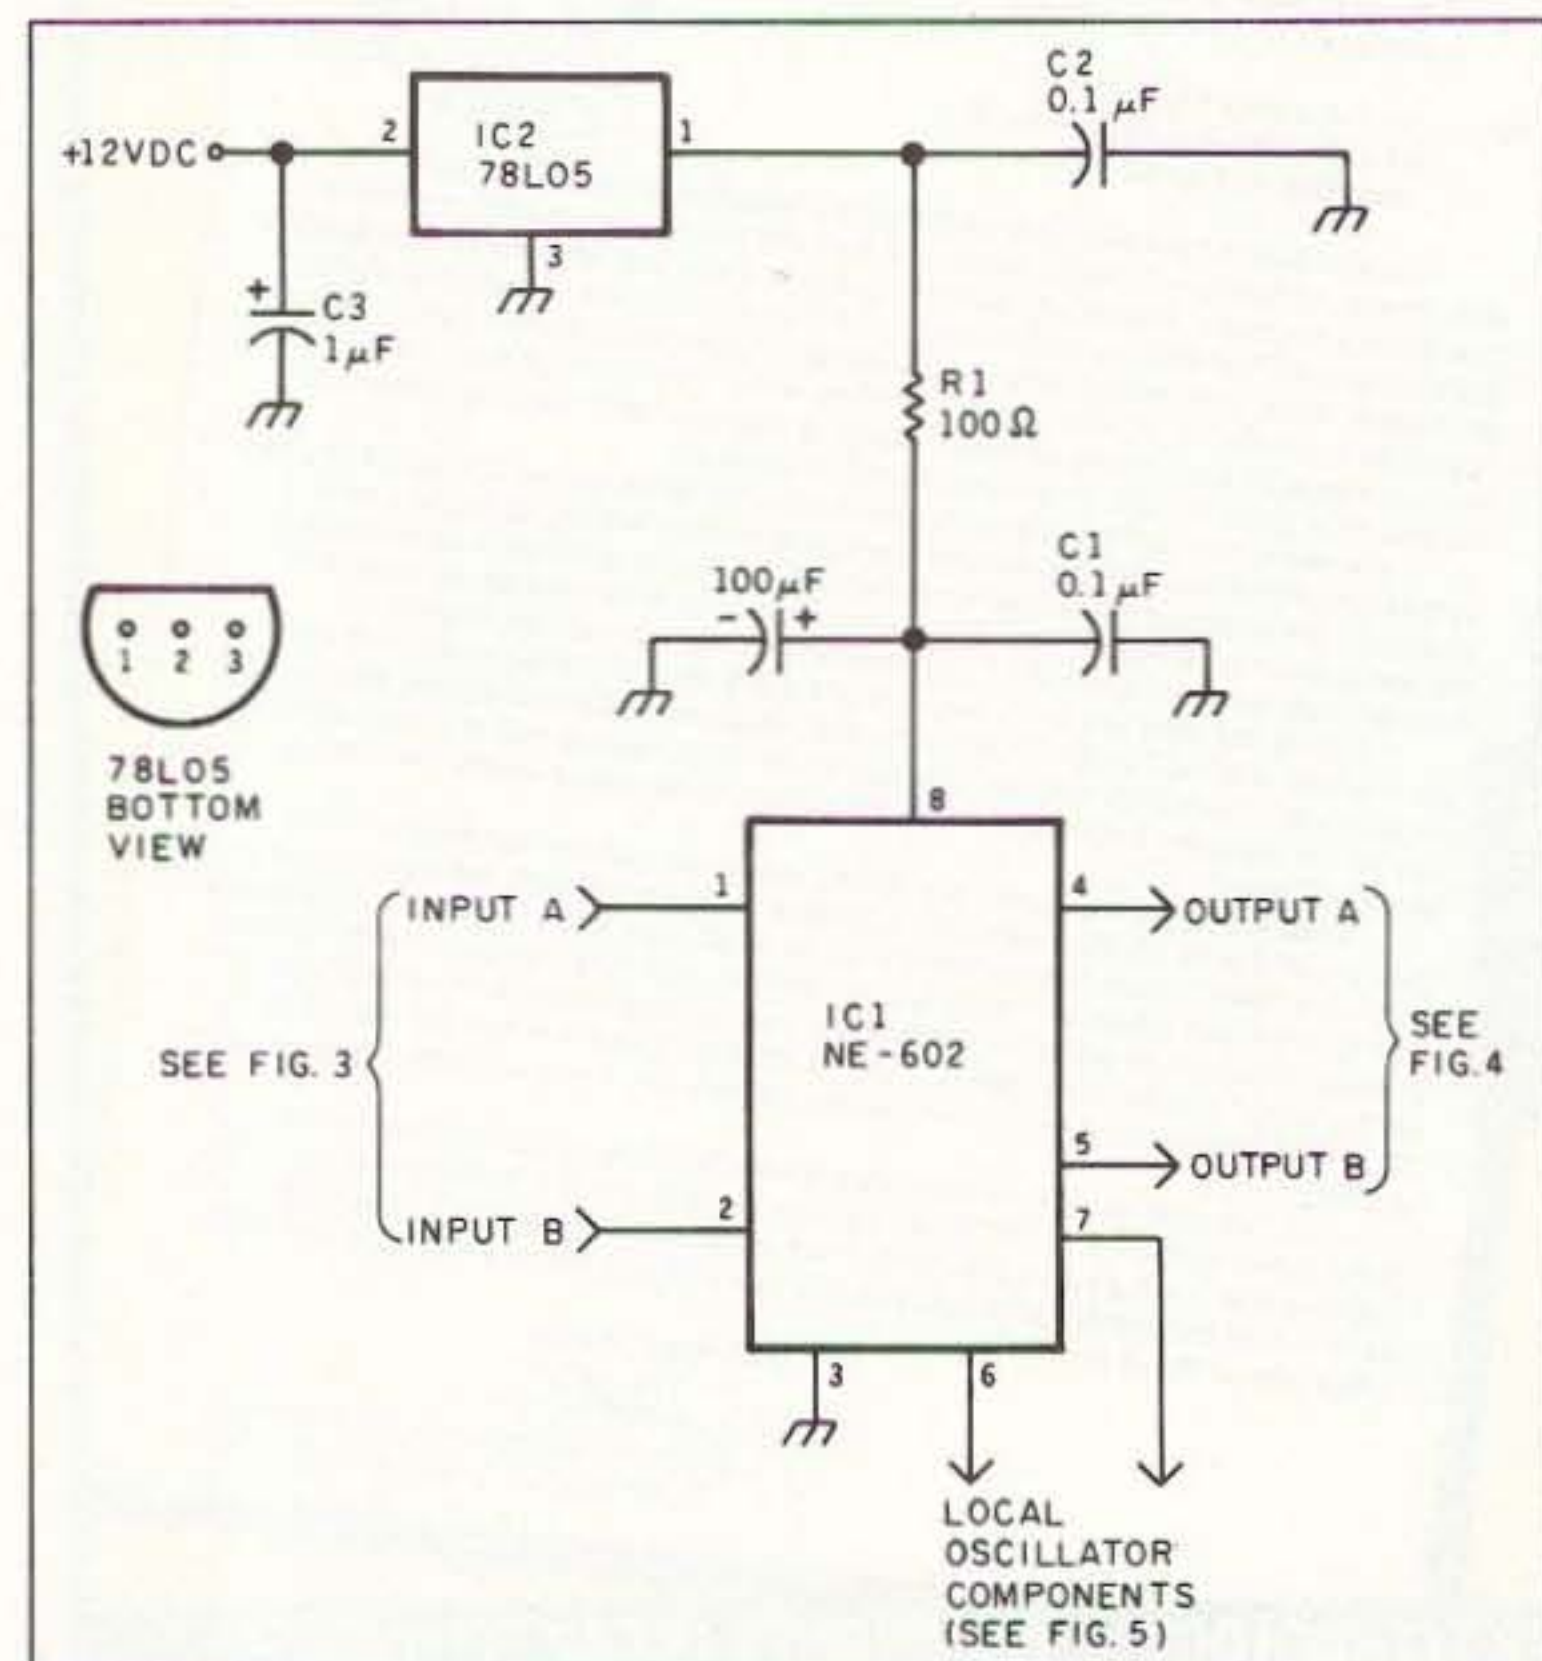 C2
0.1 µF
+12VDC
2
IC2
78L05
1
3
+
C3
1µF
R1
100Ω
100µF
-
+
C1
0.1 µF
1 2 3
78L05
BOTTOM
VIEW
8
INPUT A
1
4
OUTPUT A
IC1
NE-602
SEE FIG. 3
SEE
FIG. 4
5
OUTPUT B
INPUT B
2
7
3
6
LOCAL
OSCILLATOR
COMPONENTS
(SEE FIG. 5)